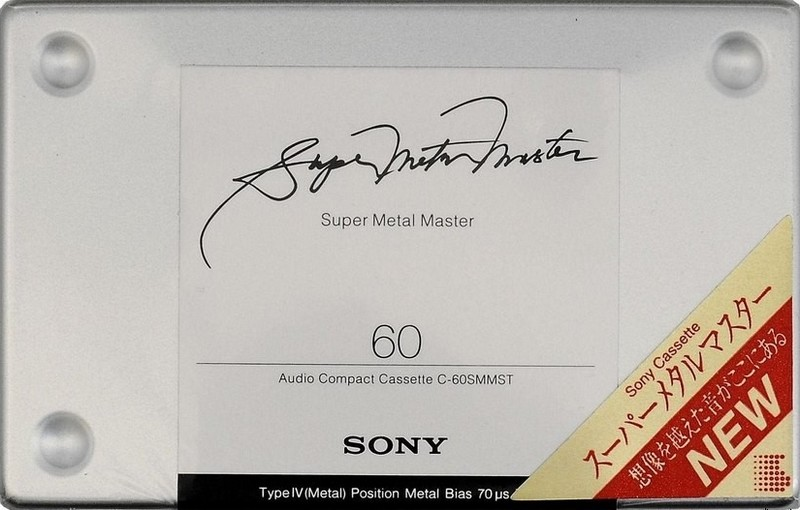 Super Metal Master
Super Metal Master
60
Audio Compact Cassette C-60SMMST
SONY
Type IV (Metal) Position Metal Bias 70 µs
Sony Cassette
スーパーメタルマスター
想像を越えた音がここにある
NEW